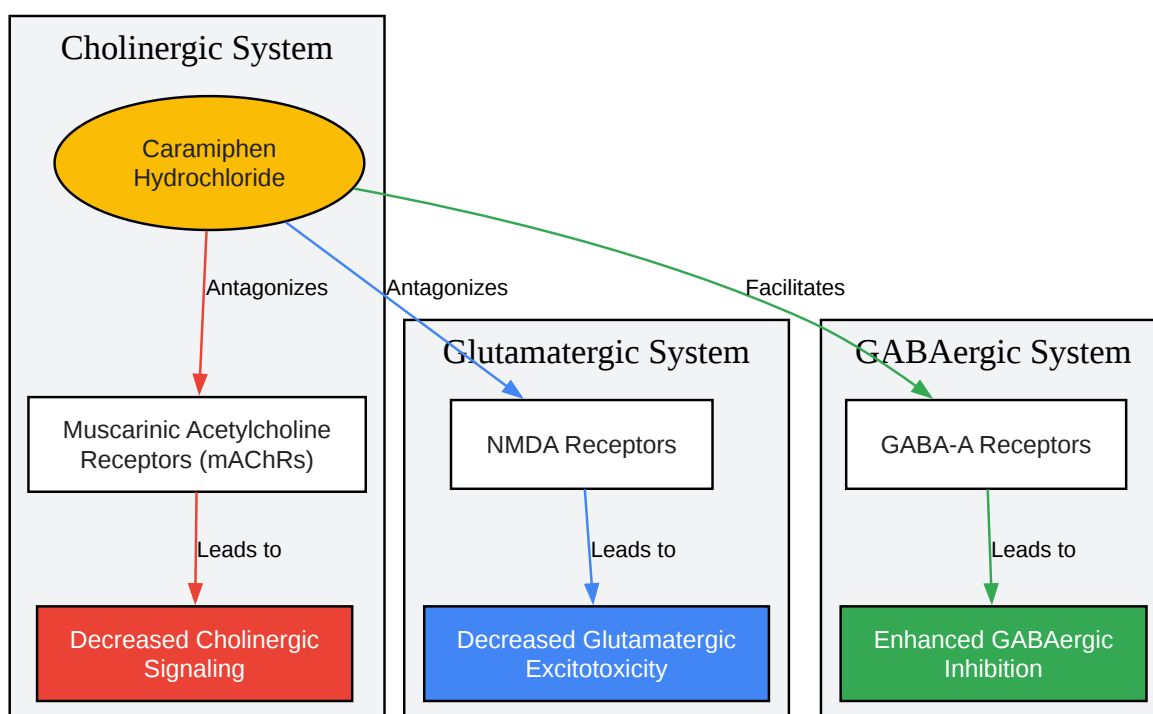 Cholinergic System
Caramiphen
Hydrochloride
Antagonizes
Antagonizes
Facilitates
Glutamatergic System
GABAergic System
Muscarinic Acetylcholine
Receptors (mAChRs)
NMDA Receptors
GABA-A Receptors
Leads to
Leads to
Leads to
Decreased Cholinergic
Signaling
Decreased Glutamatergic
Excitotoxicity
Enhanced GABAergic
Inhibition